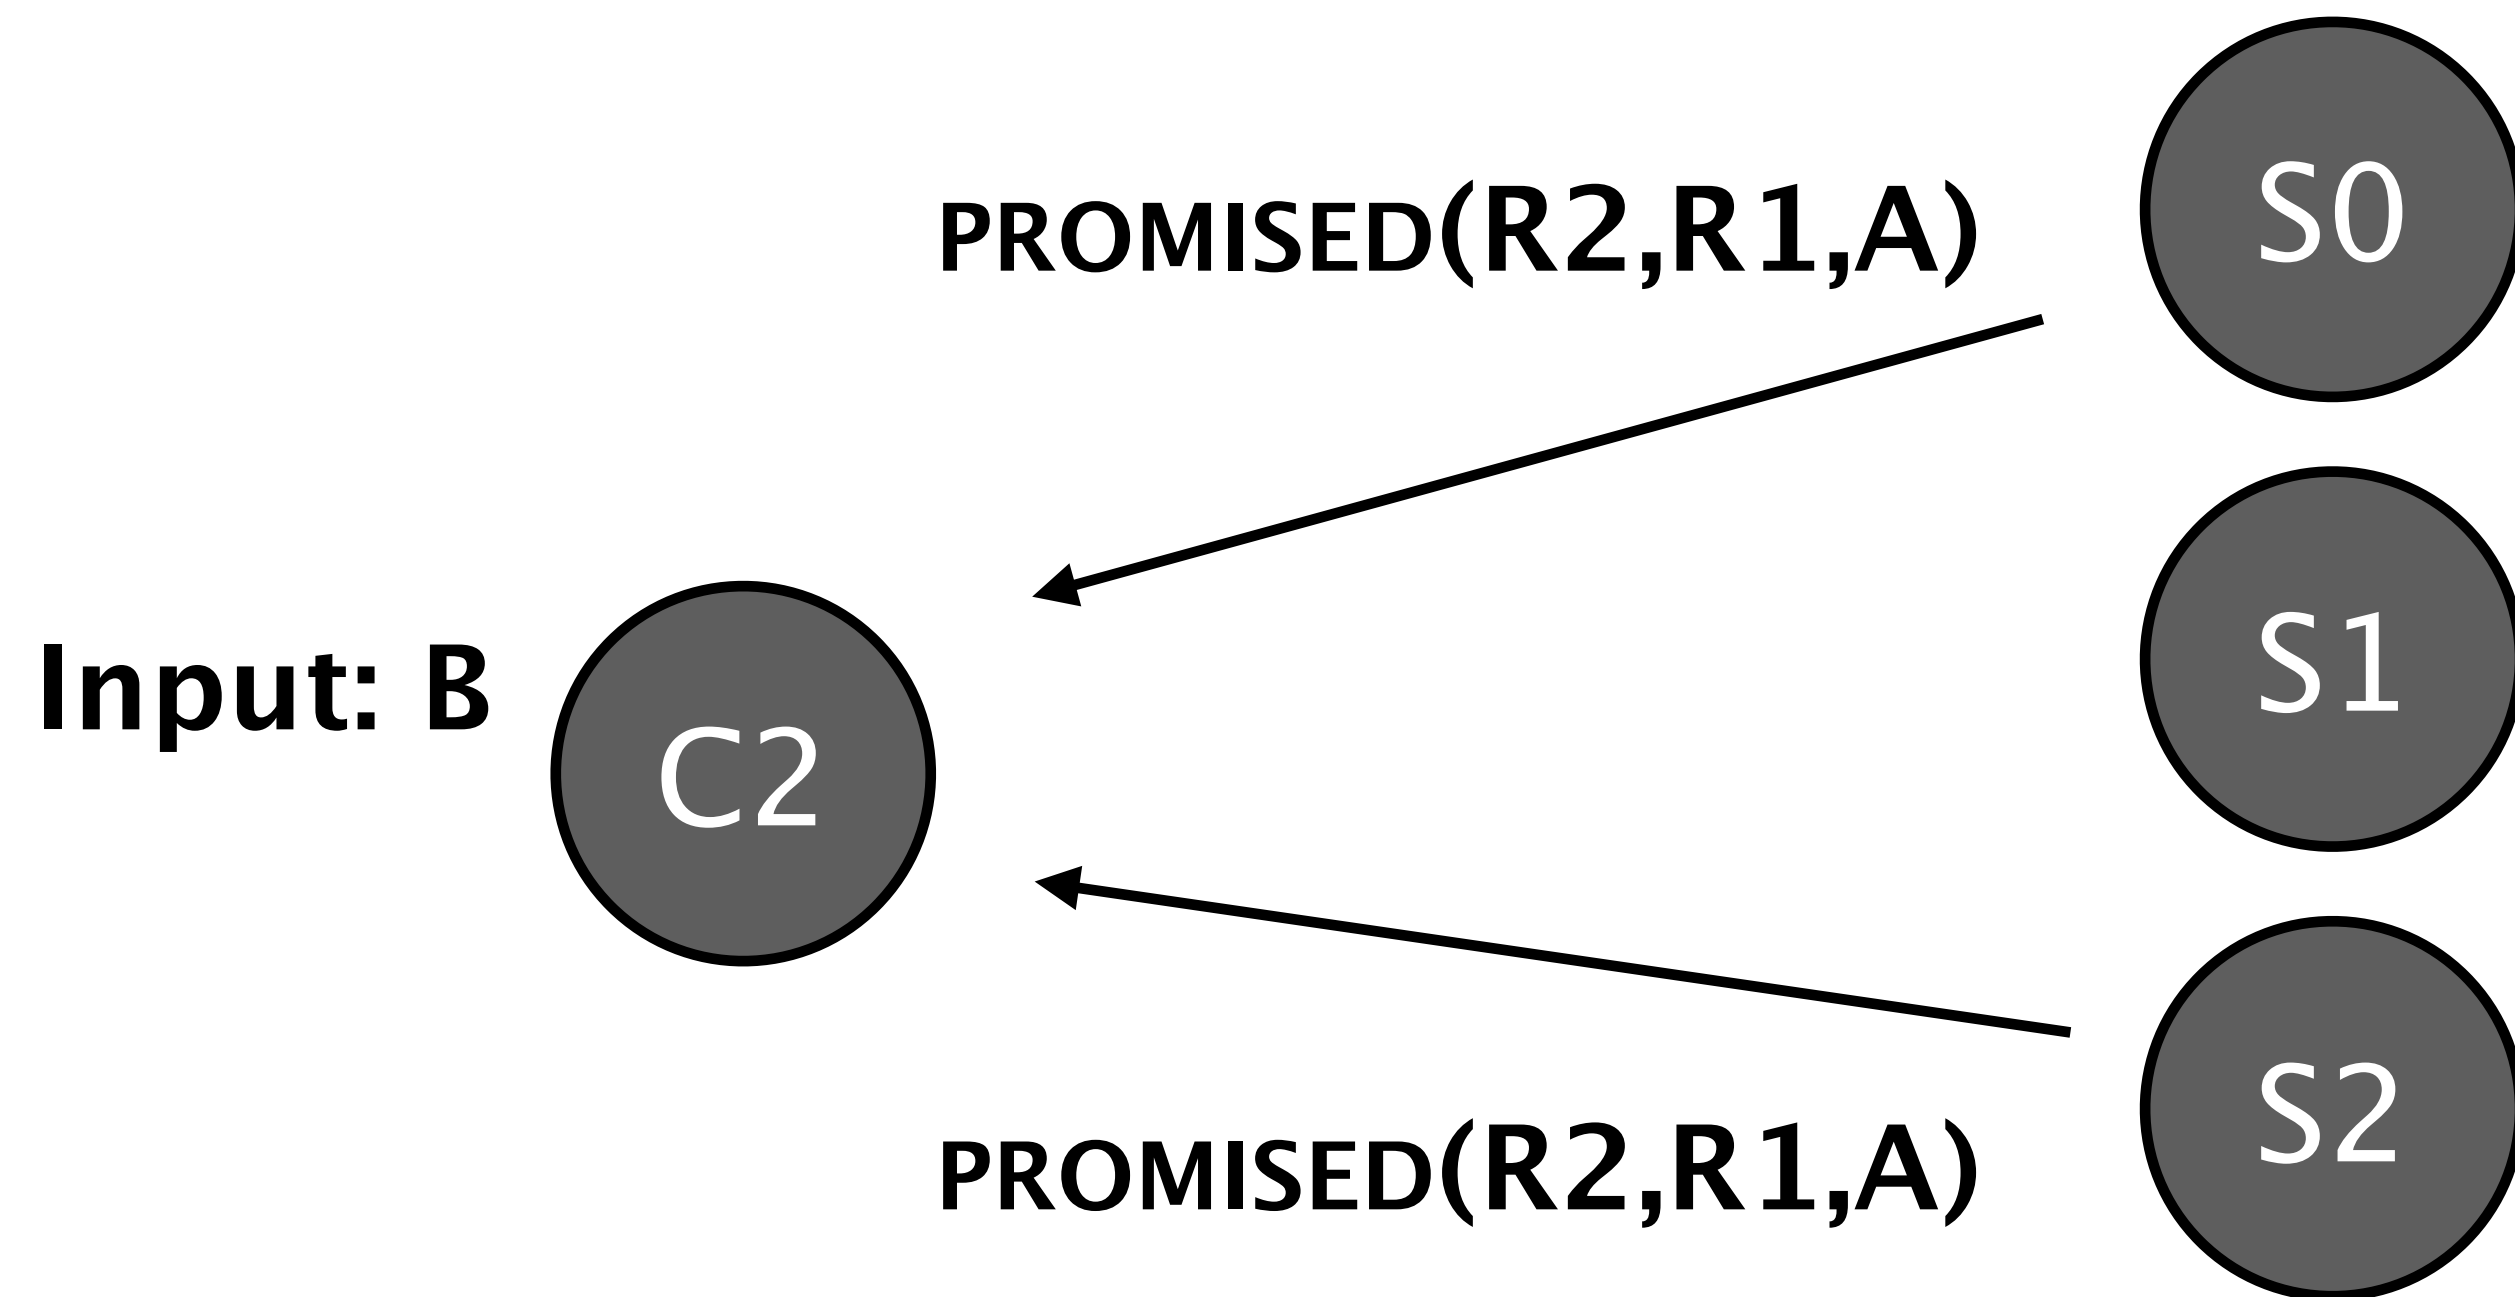 S0
PROMISED(R2,R1,A)
S1
Input: B
C2
S2
PROMISED(R2,R1,A)